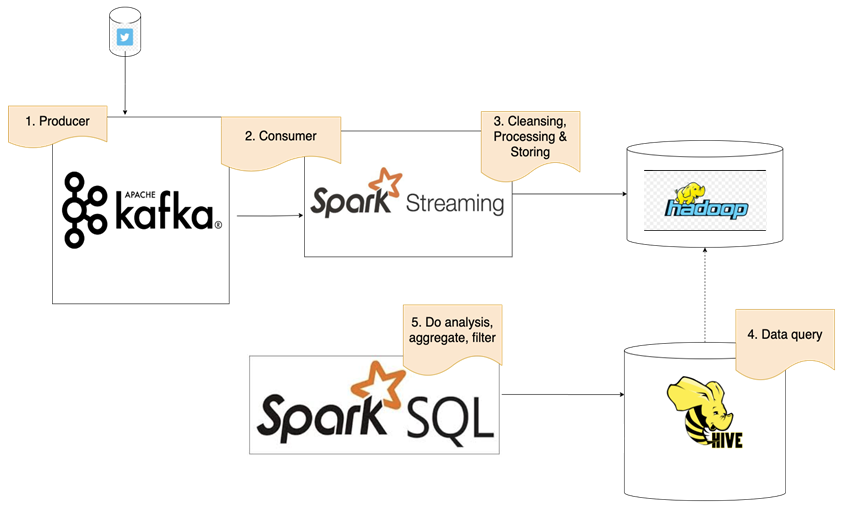 1. Producer
2. Consumer
3. Cleansing,
Processing &
Storing
APACHE
kafka®
Spark Streaming
hadoop
5. Do analysis,
aggregate, filter
4. Data query
Spark SQL
HIVE